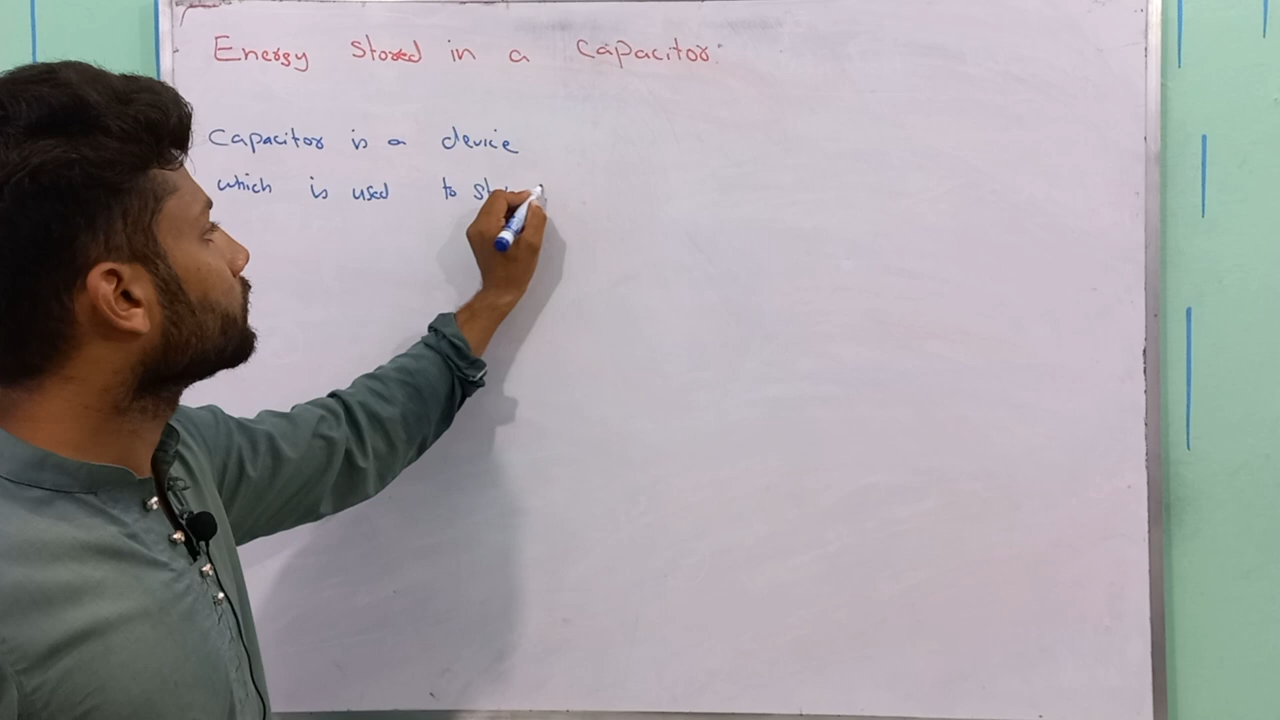 Energy Stored in a Capacitor:
Capacitor is a device
which is used to